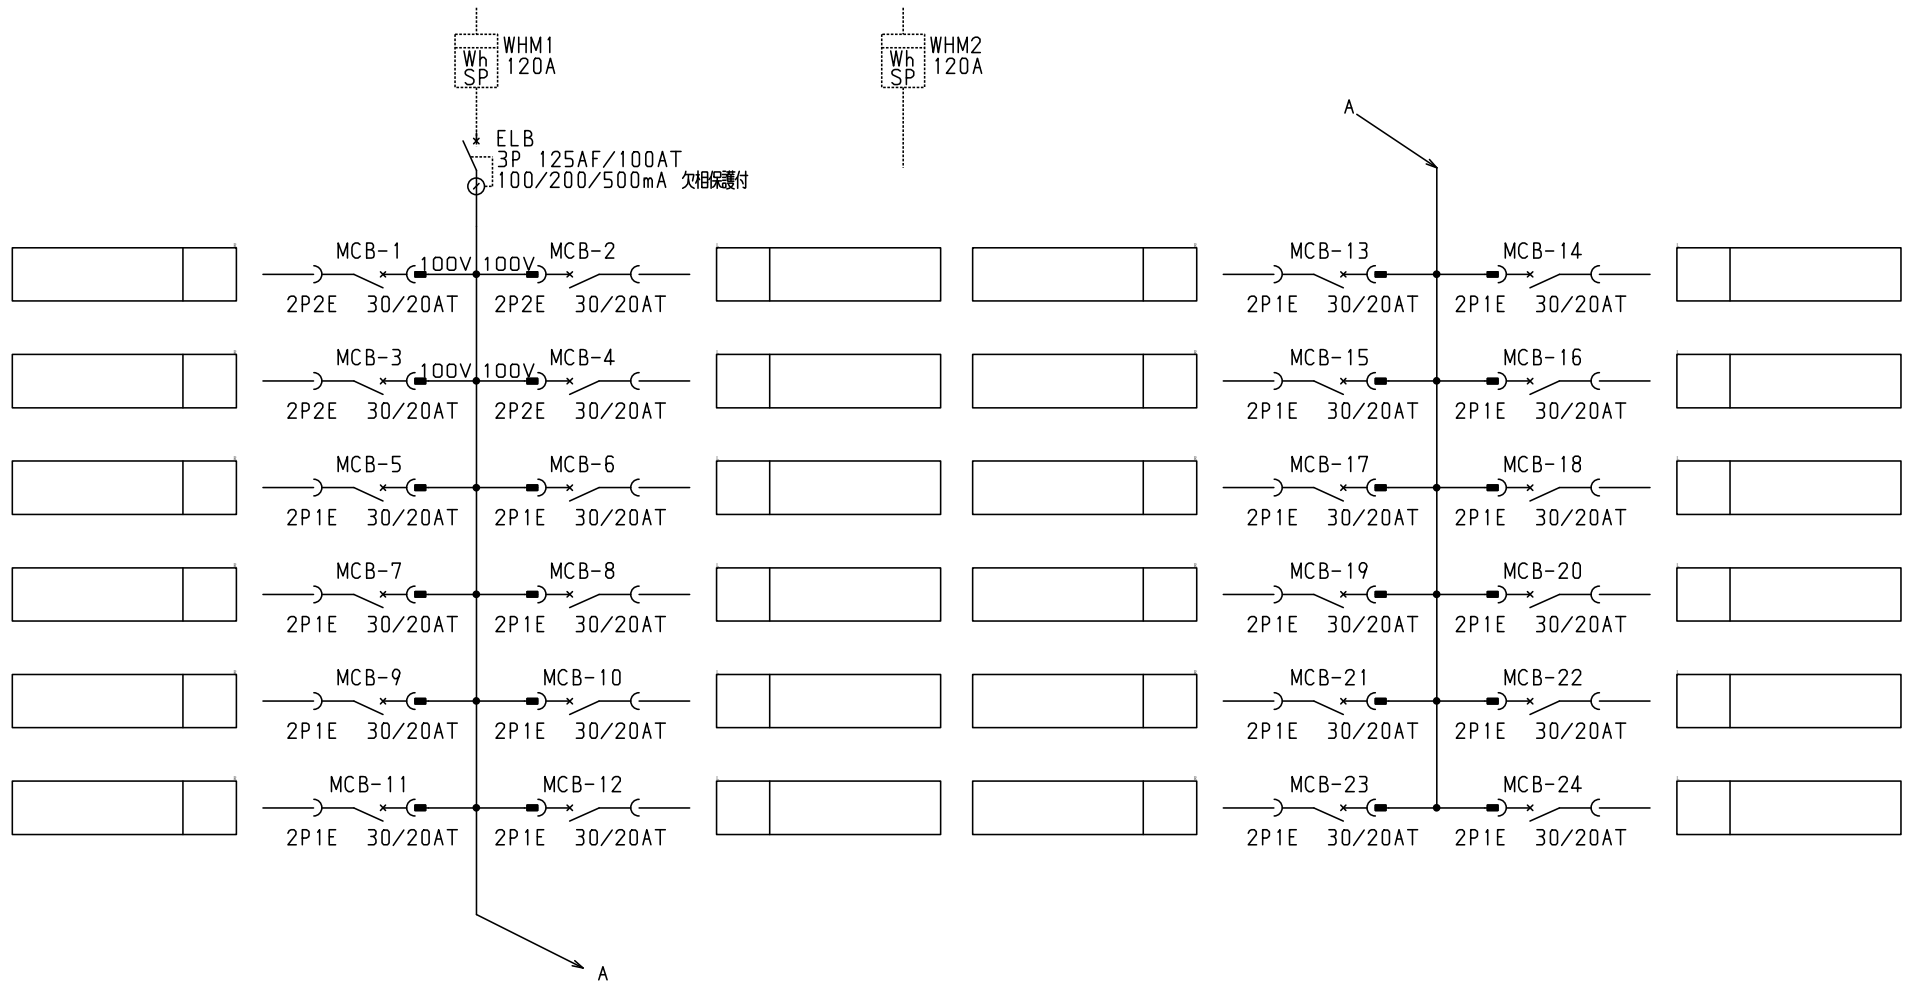 WHM1
Wh
SP
120A
WHM2
Wh
SP
120A
A
ELB
3P 125AF/100AT
100/200/500mA 欠相保護付
MCB-1 100V 100V MCB-2
2P2E 30/20AT 2P2E 30/20AT
MCB-13 MCB-14
2P1E 30/20AT 2P1E 30/20AT
MCB-3 100V 100V MCB-4
2P2E 30/20AT 2P2E 30/20AT
MCB-15 MCB-16
2P1E 30/20AT 2P1E 30/20AT
MCB-5 MCB-6
2P1E 30/20AT 2P1E 30/20AT
MCB-17 MCB-18
2P1E 30/20AT 2P1E 30/20AT
MCB-7 MCB-8
2P1E 30/20AT 2P1E 30/20AT
MCB-19 MCB-20
2P1E 30/20AT 2P1E 30/20AT
MCB-9 MCB-10
2P1E 30/20AT 2P1E 30/20AT
MCB-21 MCB-22
2P1E 30/20AT 2P1E 30/20AT
MCB-11 MCB-12
2P1E 30/20AT 2P1E 30/20AT
MCB-23 MCB-24
2P1E 30/20AT 2P1E 30/20AT
A